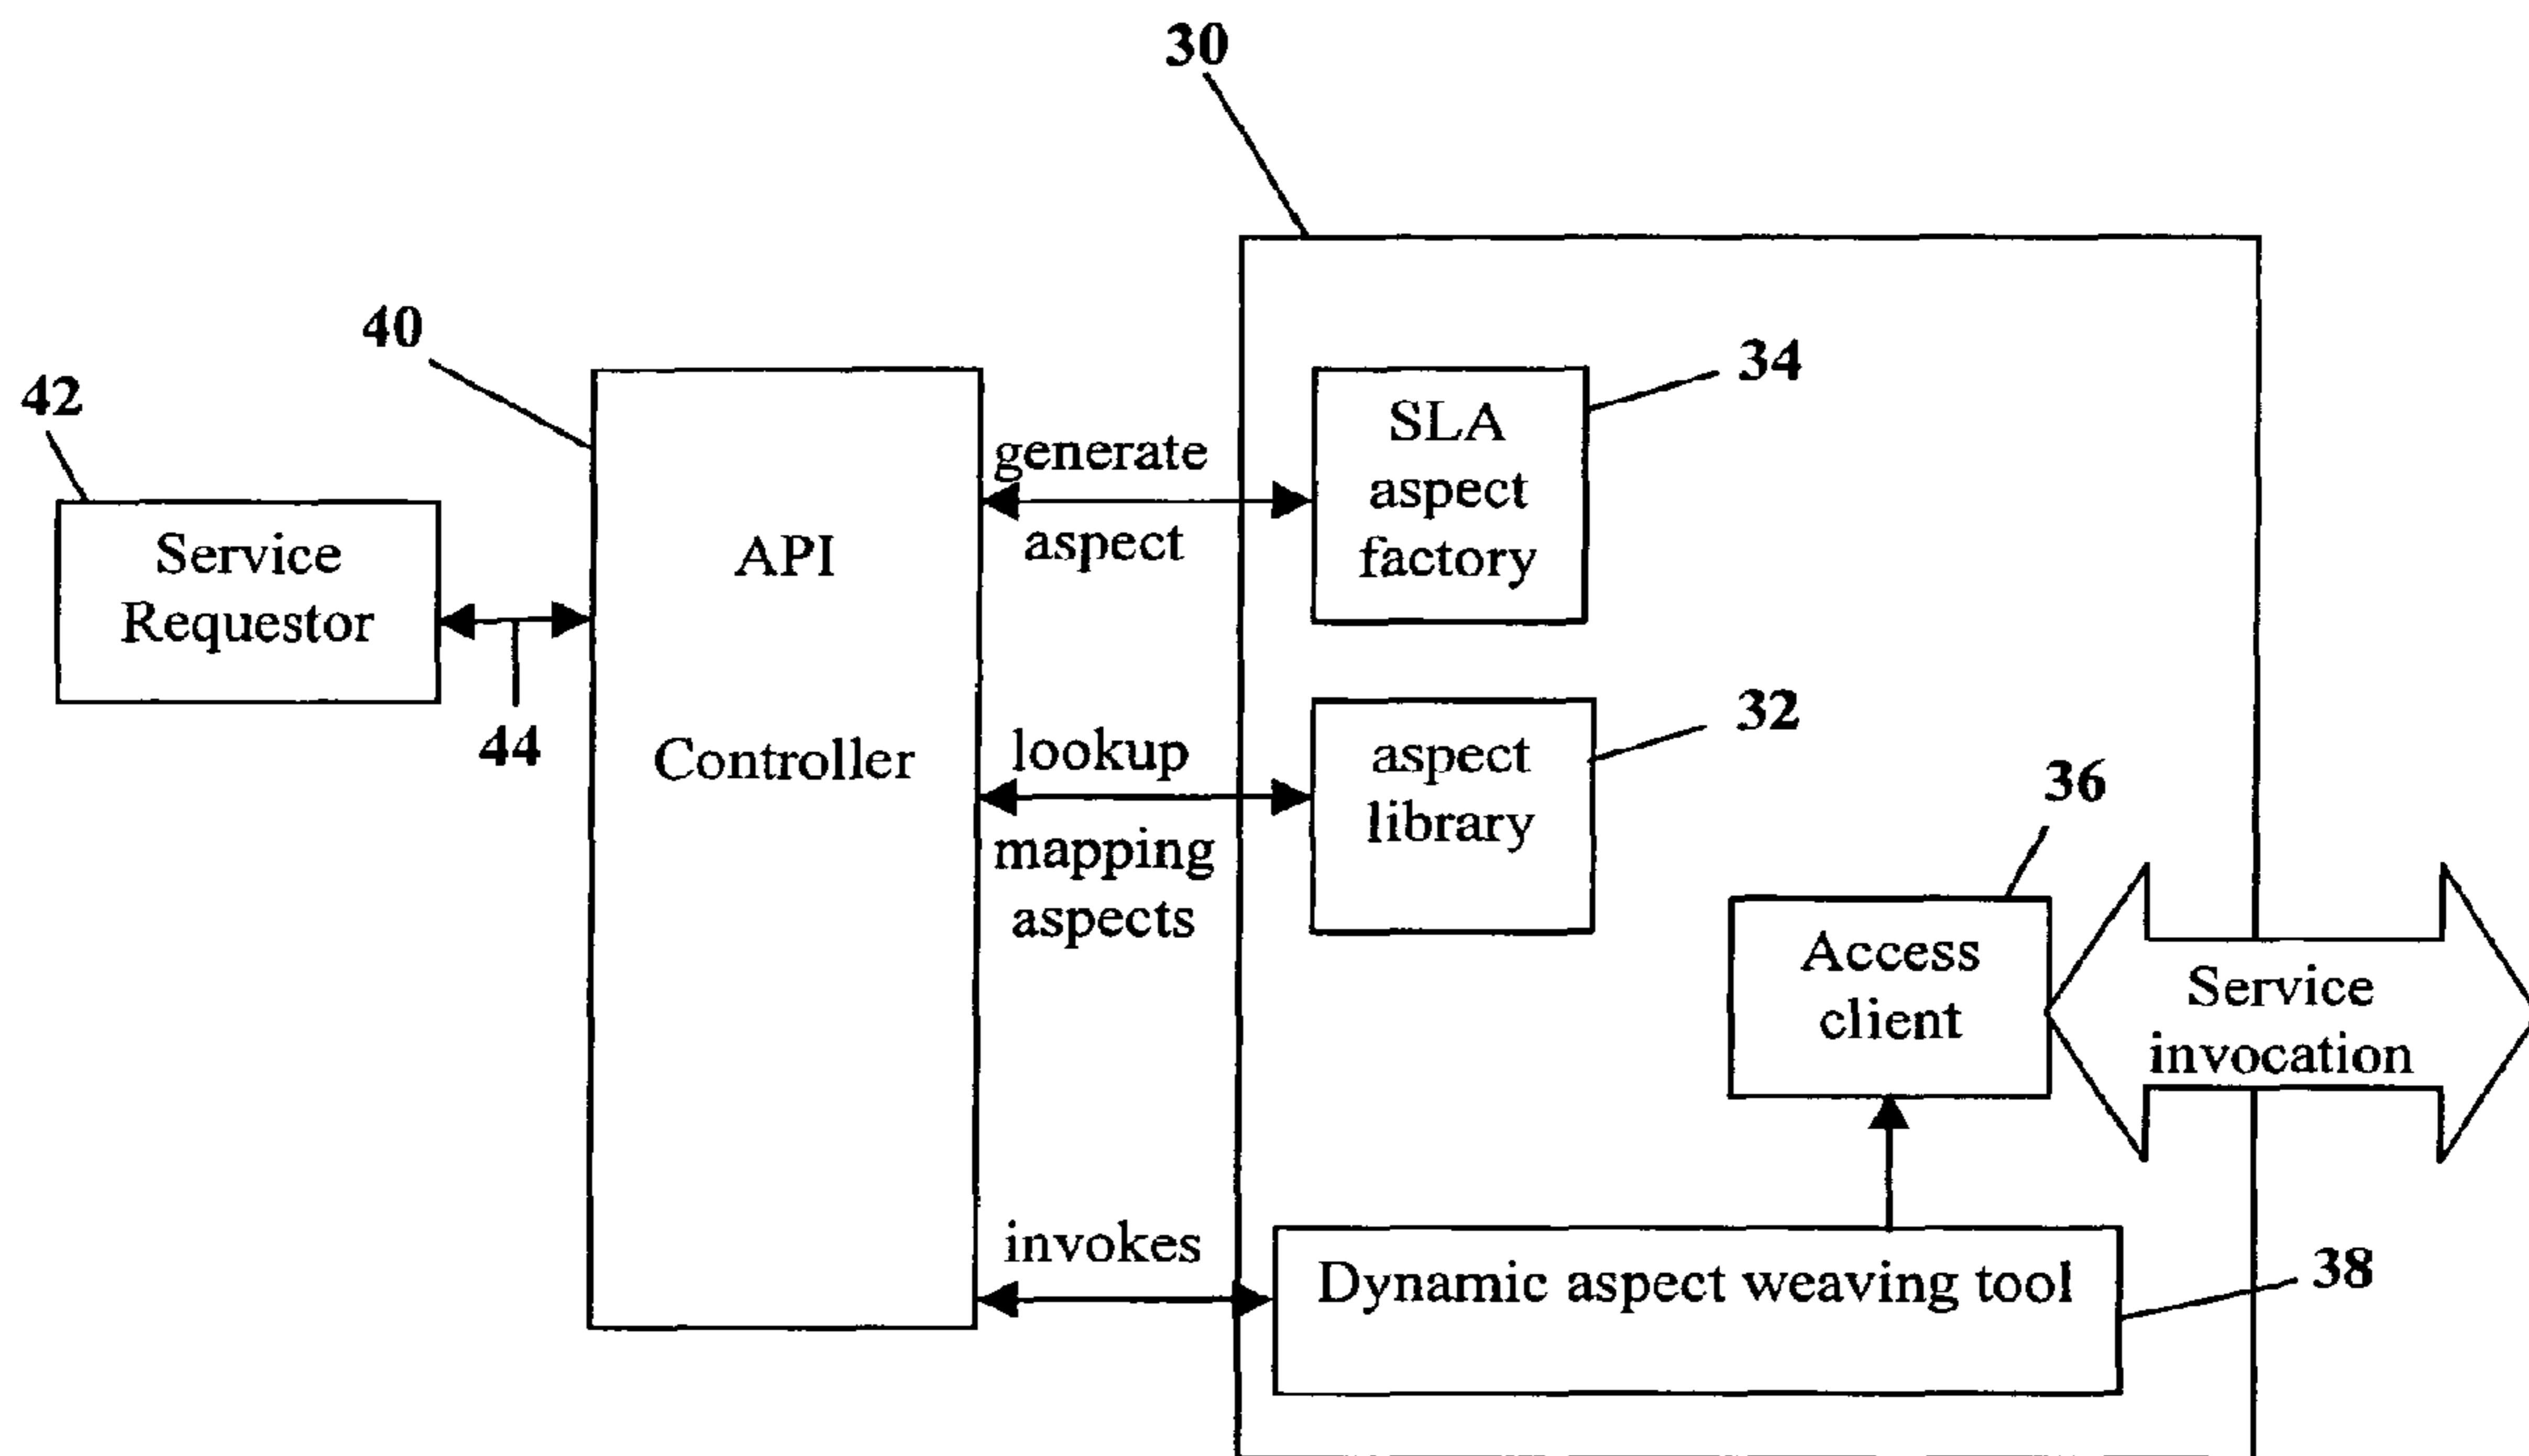 30
40
42
Service
Requestor
44
API
Controller
generate
aspect
lookup
mapping
aspects
invokes
SLA
aspect
factory
34
aspect
library
32
36
Access
client
Service
invocation
Dynamic aspect weaving tool
38